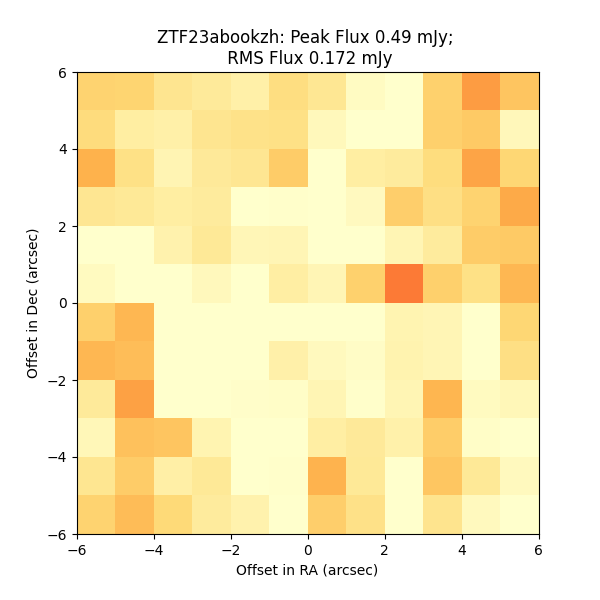 ZTF23abookzh: Peak Flux 0.49 mJy;
RMS Flux 0.172 mJy
6
4
2
0
−2
−4
−6
Offset in Dec (arcsec)
−6 −4 −2 0 2 4 6
Offset in RA (arcsec)